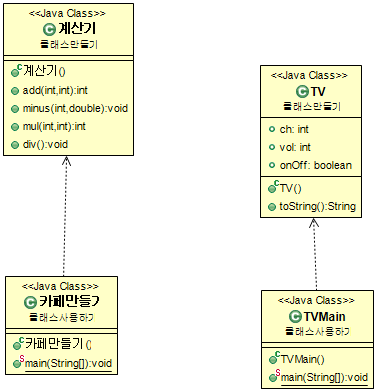 <<Java Class>>
계산기
클래스만들기
계산기()
add(int,int):int
minus(int,double):void
mul(int,int):int
div():void
<<Java Class>>
TV
클래스만들기
ch: int
vol: int
onOff: boolean
TV()
toString():String
<<Java Class>>
카페만들기
클래스사용하기
카페만들기()
main(String[]):void
<<Java Class>>
TVMain
클래스사용하기
TVMain()
main(String[]):void